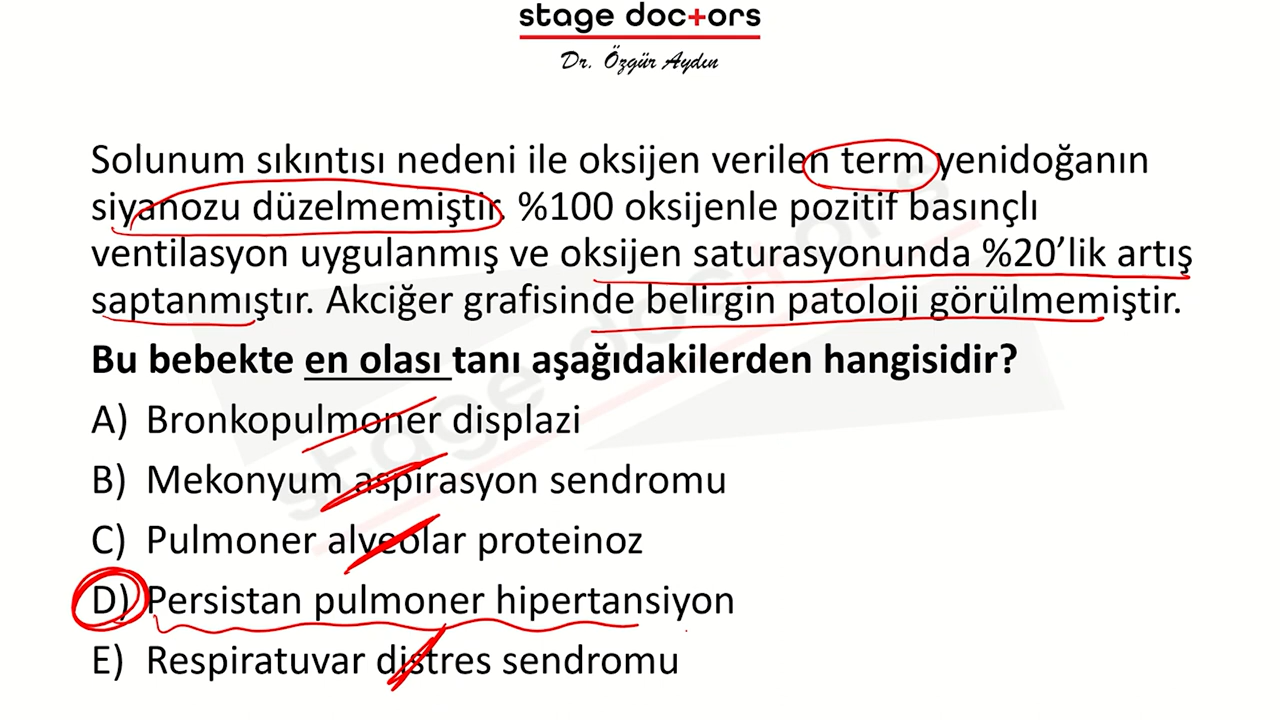 stage doctors
Dr. Özgür Aydın
Solunum sıkıntısı nedeni ile oksijen verilen term yenidoğanın
siyanozu düzelmemiştir. %100 oksijenle pozitif basınçlı
ventilasyon uygulanmış ve oksijen saturasyonunda %20’lik artış
saptanmıştır. Akciğer grafisinde belirgin patoloji görülmemiştir.
Bu bebekte en olası tanı aşağıdakilerden hangisidir?
A) Bronkopulmoner displazi
B) Mekonyum aspirasyon sendromu
C) Pulmoner alveolar proteinoz
D) Persistan pulmoner hipertansiyon
E) Respiratuvar distres sendromu
stage doctors